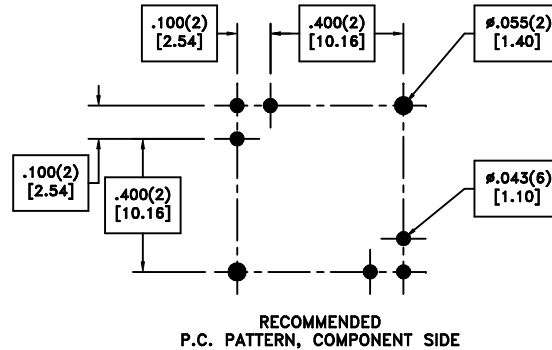 .100(2)
[2.54]
.400(2)
[10.16]
ø.055(2)
[1.40]
.100(2)
[2.54]
.400(2)
[10.16]
ø.043(6)
[1.10]
RECOMMENDED
P.C. PATTERN, COMPONENT SIDE